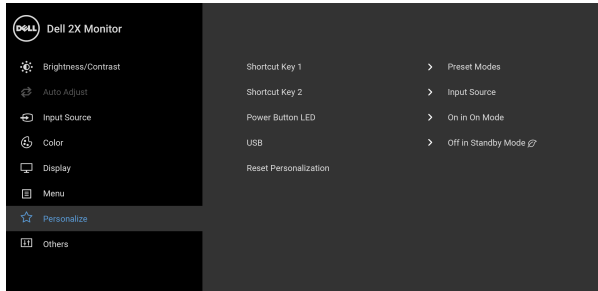 DELL Dell 2X Monitor
Brightness/Contrast
Auto Adjust
Input Source
Color
Display
Menu
Personalize
Others
Shortcut Key 1 > Preset Modes
Shortcut Key 2 > Input Source
Power Button LED > On in On Mode
USB > Off in Standby Mode
Reset Personalization